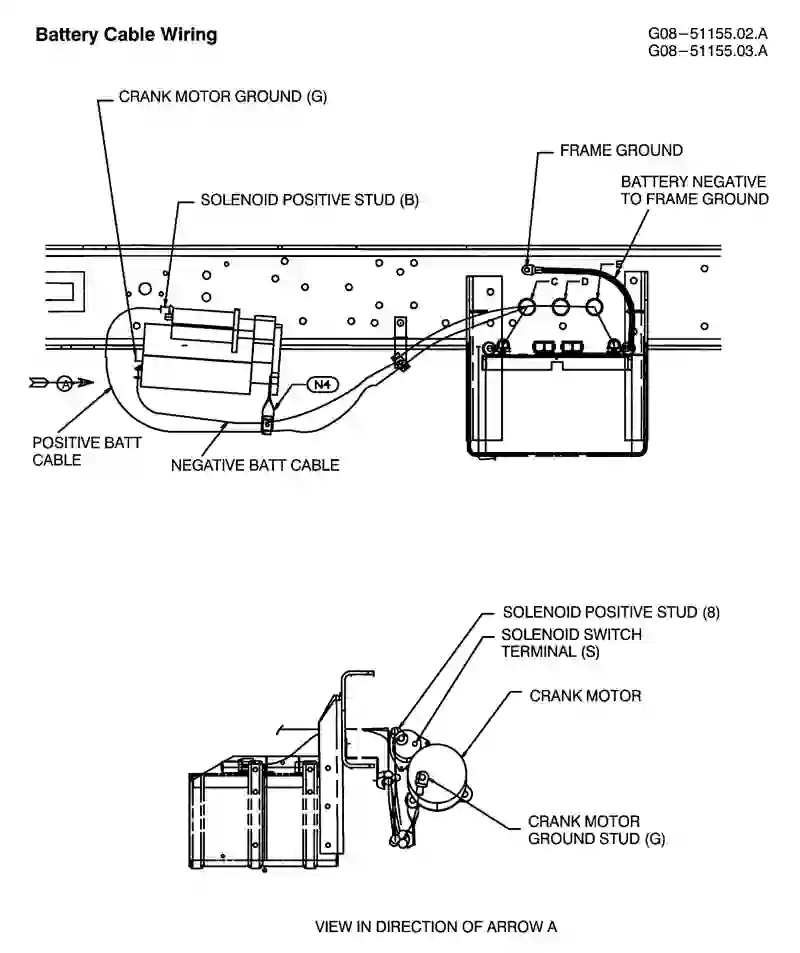 Battery Cable Wiring
G08-51155.02.A
G08-51155.03.A
CRANK MOTOR GROUND (G)
FRAME GROUND
BATTERY NEGATIVE
TO FRAME GROUND
SOLENOID POSITIVE STUD (B)
E
C
D
A
N4
POSITIVE BATT
CABLE
NEGATIVE BATT CABLE
SOLENOID POSITIVE STUD (8)
SOLENOID SWITCH
TERMINAL (S)
CRANK MOTOR
CRANK MOTOR
GROUND STUD (G)
VIEW IN DIRECTION OF ARROW A